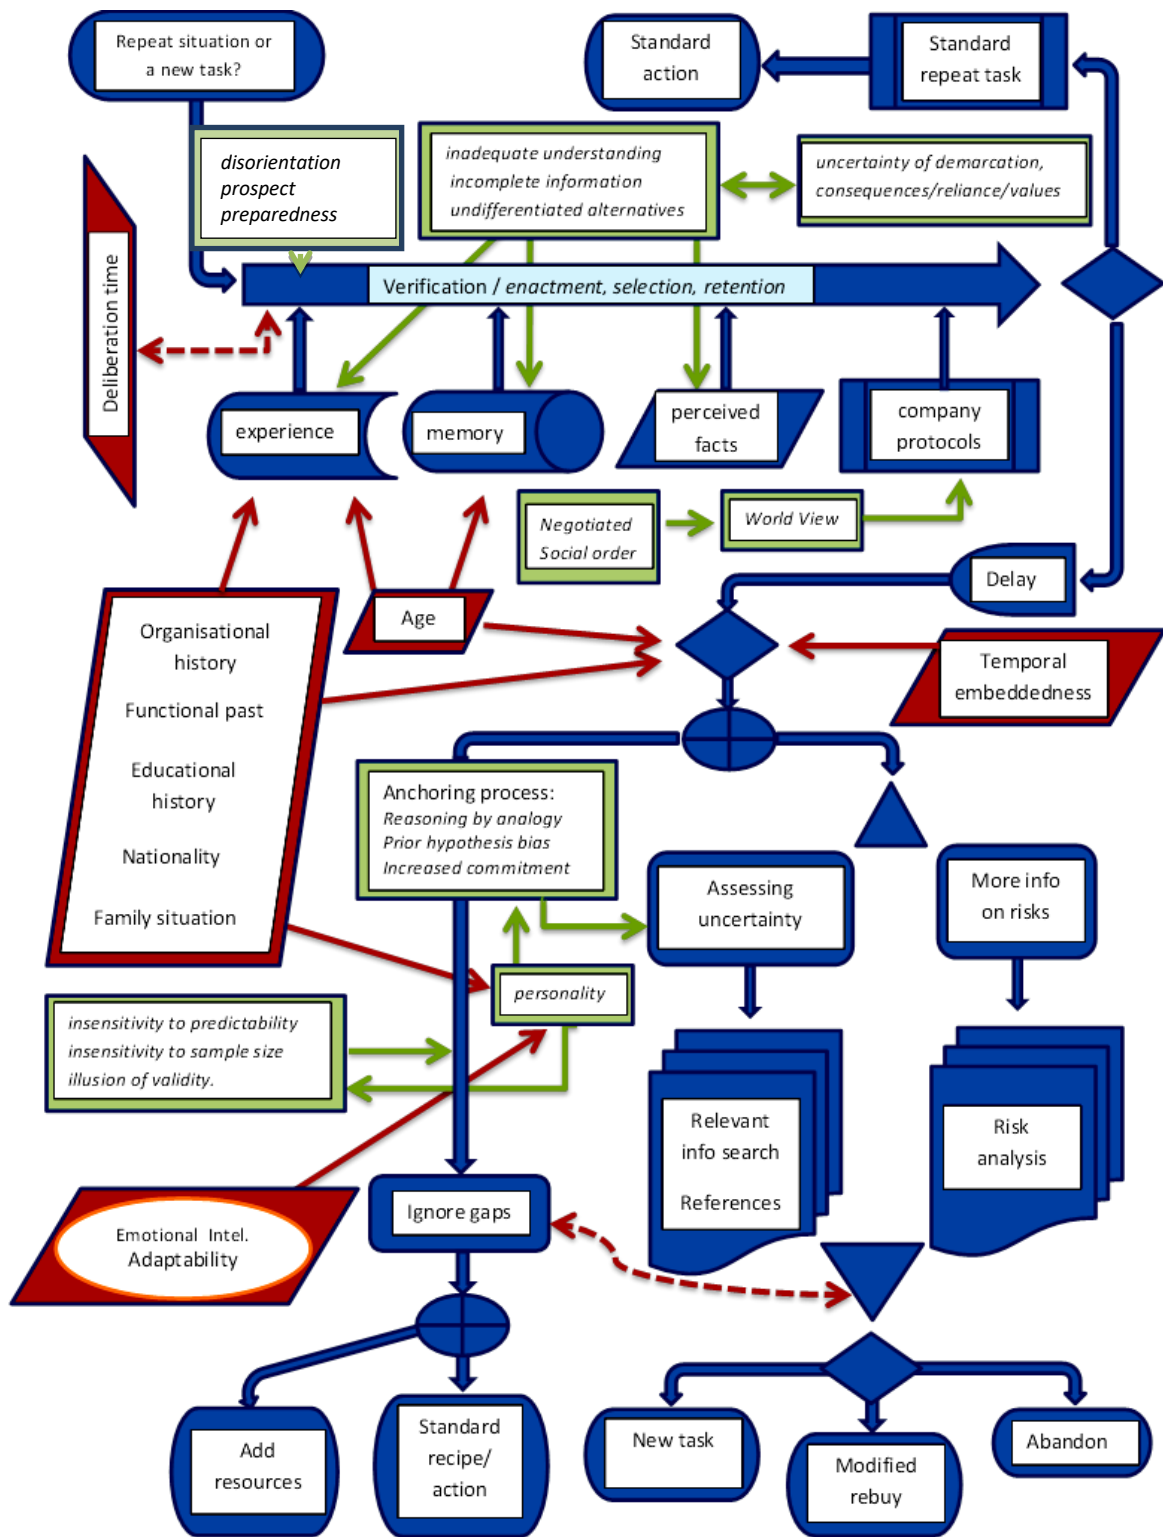 Repeat situation or
a new task?
Standard
action
Standard
repeat task
disorientation
prospect
preparedness
inadequate understanding
incomplete information
undifferentiated alternatives
uncertainty of demarcation,
consequences/reliance/values
Deliberation time
Verification / enactment, selection, retention
experience
memory
perceived
facts
company
protocols
Negotiated
Social order
World View
Delay
Organisational
history
Functional past
Educational
history
Nationality
Family situation
Age
Temporal
embeddedness
Anchoring process:
Reasoning by analogy
Prior hypothesis bias
Increased commitment
Assessing
uncertainty
More info
on risks
personality
insensitivity to predictability
insensitivity to sample size
illusion of validity.
Relevant
info search
References
Risk
analysis
Emotional Intel.
Adaptability
Ignore gaps
Add
resources
Standard
recipe/
action
New task
Modified
rebuy
Abandon